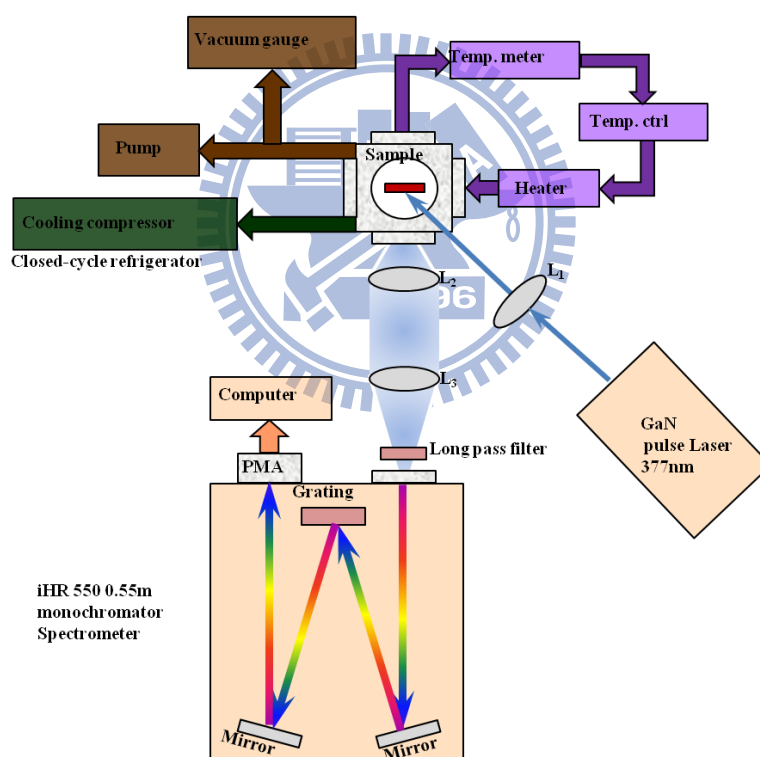 Vacuum gauge
Temp. meter
Temp. ctrl
Pump
Sample
Heater
Cooling compressor
Closed-cycle refrigerator
L2
L1
96
L3
Computer
GaN
pulse Laser
377nm
Long pass filter
PMA
Grating
iHR 550 0.55m
monochromator
Spectrometer
Mirror
Mirror